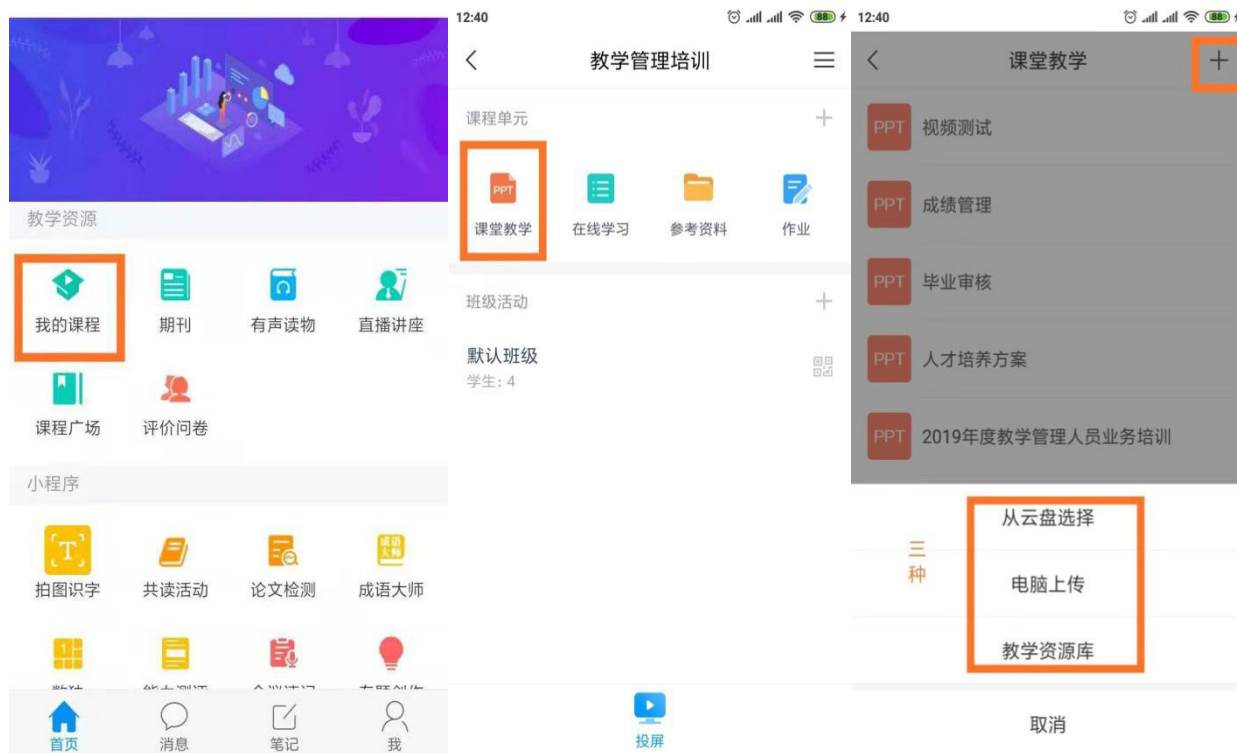 教学资源
我的课程
期刊
有声读物
直播讲座
课程广场
评价问卷
小程序
T
拍图识字
共读活动
论文检测
成语大师
成语大师
首页
消息
笔记
我
12:40
88
教学管理培训
课程单元
PPT
课堂教学
在线学习
参考资料
作业
班级活动
默认班级
学生: 4
投屏
12:40
88
课堂教学
PPT 视频测试
PPT 成绩管理
PPT 毕业审核
PPT 人才培养方案
PPT 2019年度教学管理人员业务培训
三种
从云盘选择
电脑上传
教学资源库
取消